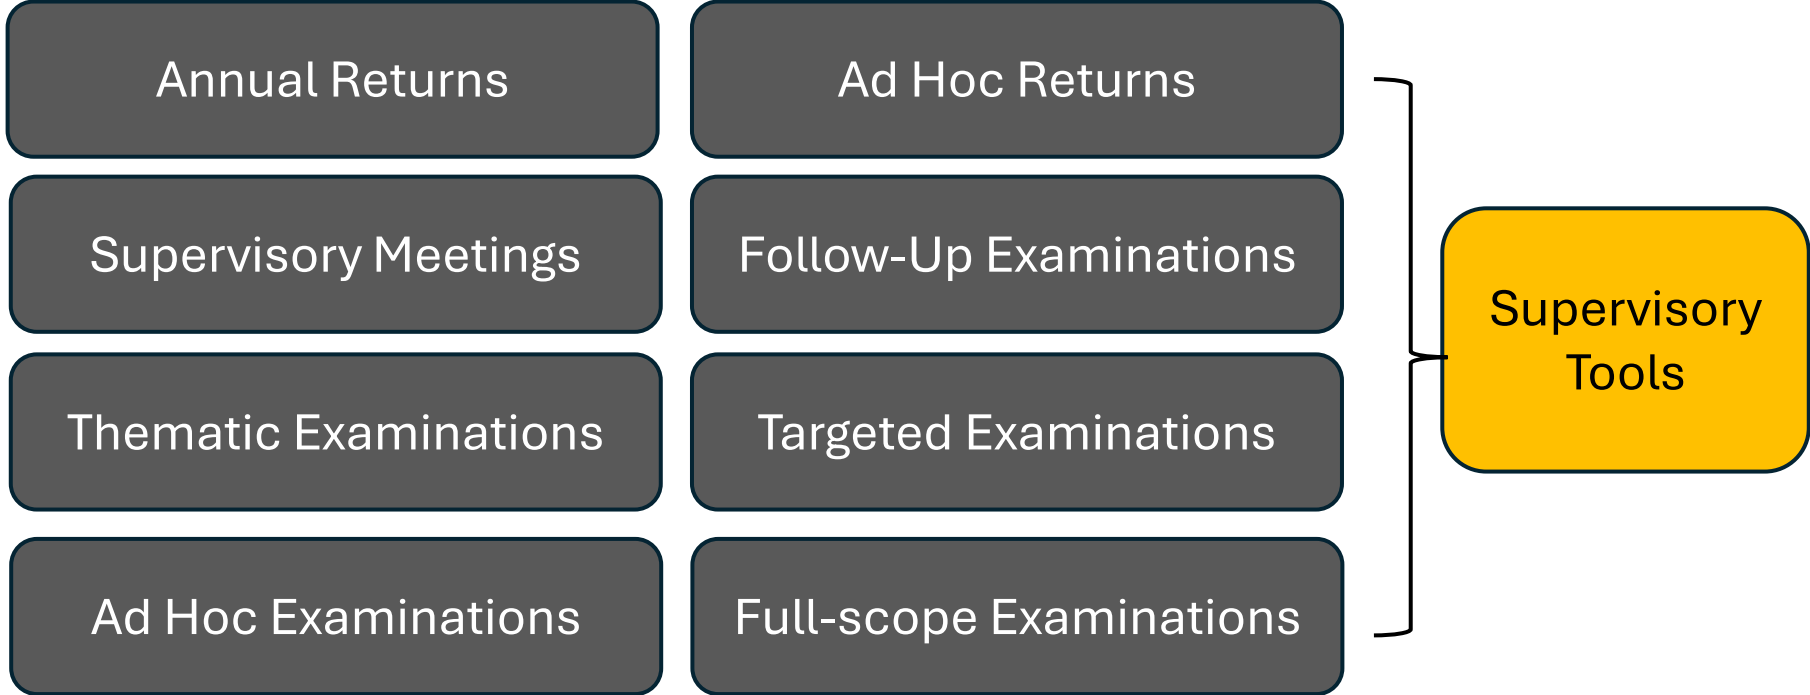 Annual Returns
Ad Hoc Returns
Supervisory Meetings
Follow-Up Examinations
Thematic Examinations
Targeted Examinations
Ad Hoc Examinations
Full-scope Examinations
Supervisory
Tools